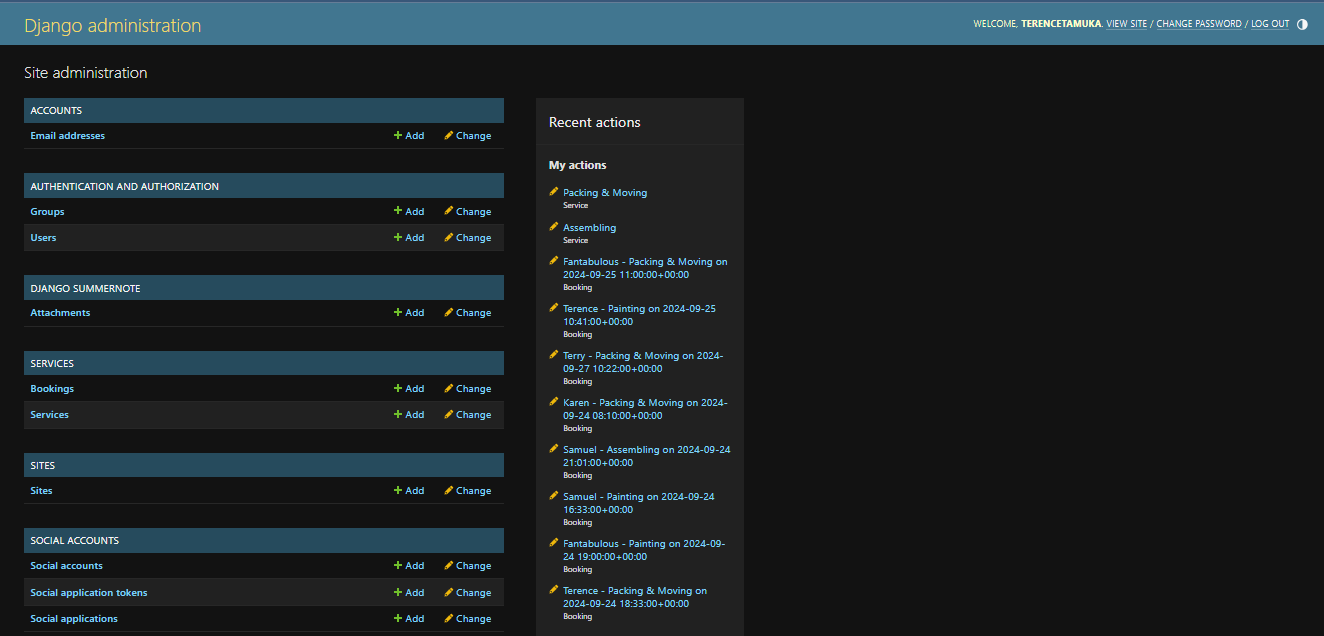 Django administration
WELCOME, TERENCETAMUKA. VIEW SITE / CHANGE PASSWORD / LOG OUT
Site administration
ACCOUNTS
Email addresses Add Change
AUTHENTICATION AND AUTHORIZATION
Groups Add Change
Users Add Change
DJANGO SUMMERNOTE
Attachments Add Change
SERVICES
Bookings Add Change
Services Add Change
SITES
Sites Add Change
SOCIAL ACCOUNTS
Social accounts Add Change
Social application tokens Add Change
Social applications Add Change
Recent actions
My actions
Packing & Moving
Service
Assembling
Service
Fantabulous - Packing & Moving on
2024-09-25 11:00:00+00:00
Booking
Terence - Painting on 2024-09-25
10:41:00+00:00
Booking
Terry - Packing & Moving on 2024-
09-27 10:22:00+00:00
Booking
Karen - Packing & Moving on 2024-
09-24 08:10:00+00:00
Booking
Samuel - Assembling on 2024-09-24
21:01:00+00:00
Booking
Samuel - Painting on 2024-09-24
16:33:00+00:00
Booking
Fantabulous - Painting on 2024-09-
24 19:00:00+00:00
Booking
Terence - Packing & Moving on
2024-09-24 18:33:00+00:00
Booking